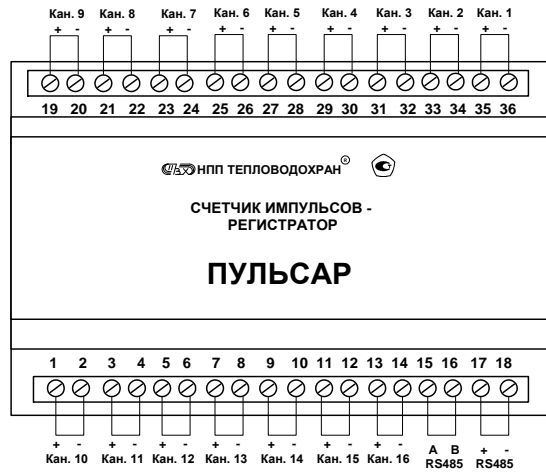 Кан. 9 Кан. 8 Кан. 7 Кан. 6 Кан. 5 Кан. 4 Кан. 3 Кан. 2 Кан. 1
+ - + - + - + - + - + - + - + - + -
19 20 21 22 23 24 25 26 27 28 29 30 31 32 33 34 35 36
НПП ТЕПЛОВОДОХРАН ®
СЧЕТЧИК ИМПУЛЬСОВ -
РЕГИСТРАТОР
ПУЛЬСАР
1 2 3 4 5 6 7 8 9 10 11 12 13 14 15 16 17 18
+ - + - + - + - + - + - + - A B + -
Кан. 10 Кан. 11 Кан. 12 Кан. 13 Кан. 14 Кан. 15 Кан. 16 RS485 RS485